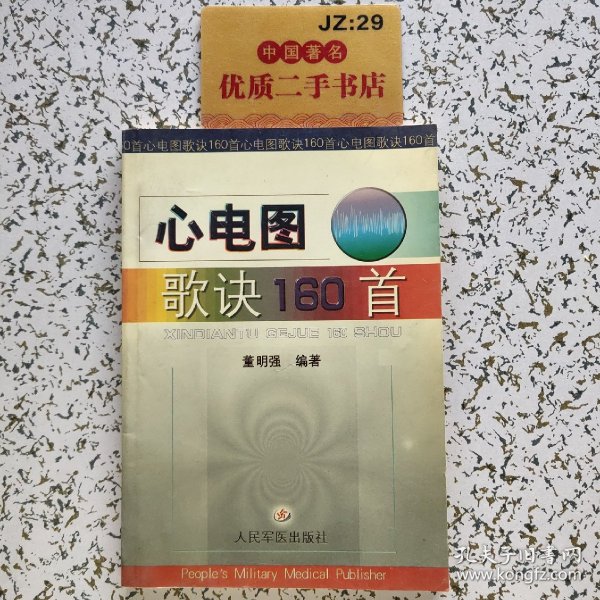 JZ:29
中国著名
优质二手书店
0首心电图歌诀160首心电图歌诀160首心电图歌诀160首
心电图
歌诀160首
XINDIANTU GEJUE 160 SHOU
董明强 编著
人民军医出版社
People's Military Medical Publisher
孔夫子旧书网
www.kongfz.com